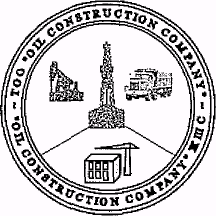 ТОО "OIL CONSTRUCTION COMPANY"
"OIL CONSTRUCTION COMPANY" ЖШС